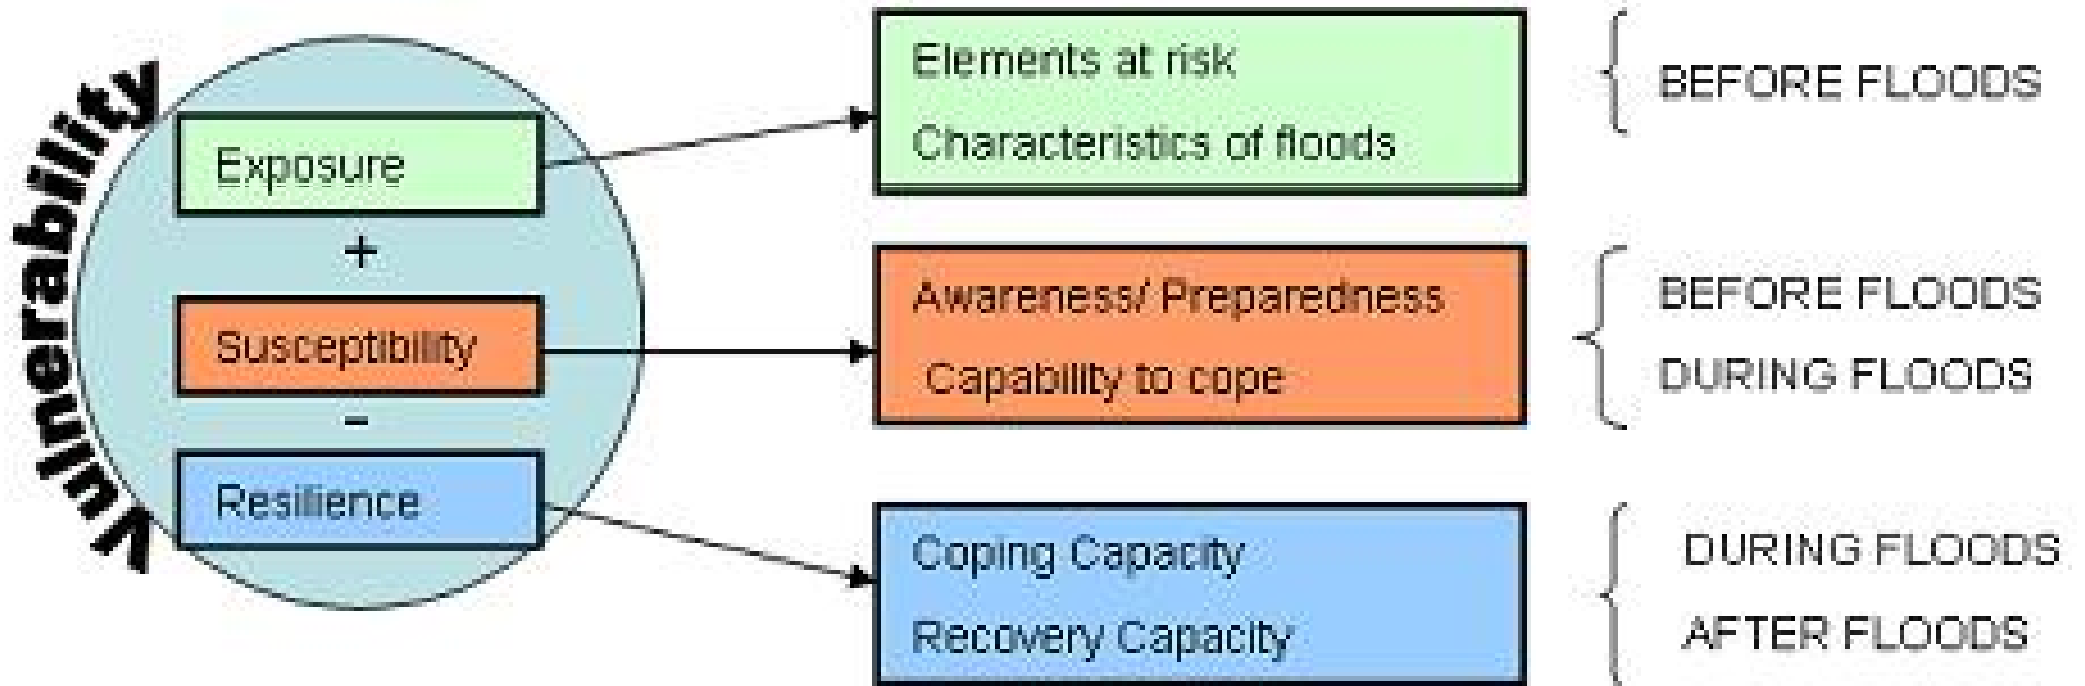 Vulnerability
Exposure
+
Susceptibility
-
Resilience
Elements at risk
Characteristics of floods
Awareness/ Preparedness
Capability to cope
Coping Capacity
Recovery Capacity
BEFORE FLOODS
BEFORE FLOODS
DURING FLOODS
DURING FLOODS
AFTER FLOODS